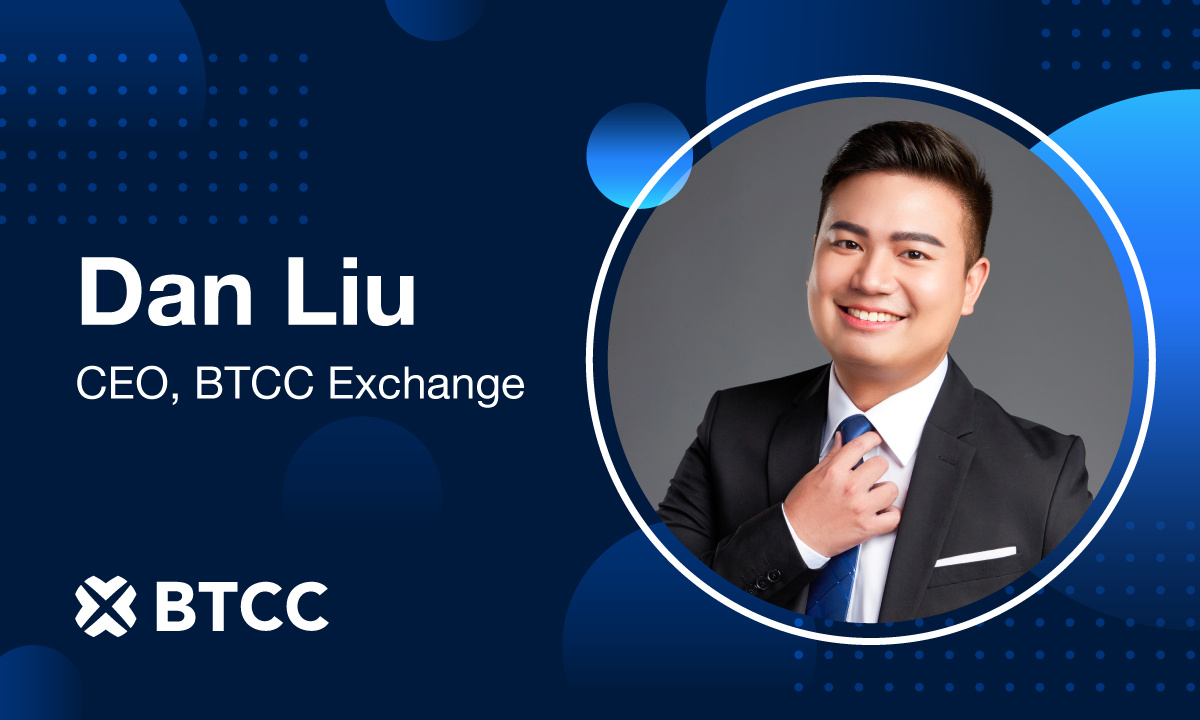 Dan Liu
CEO, BTCC Exchange
BTCC